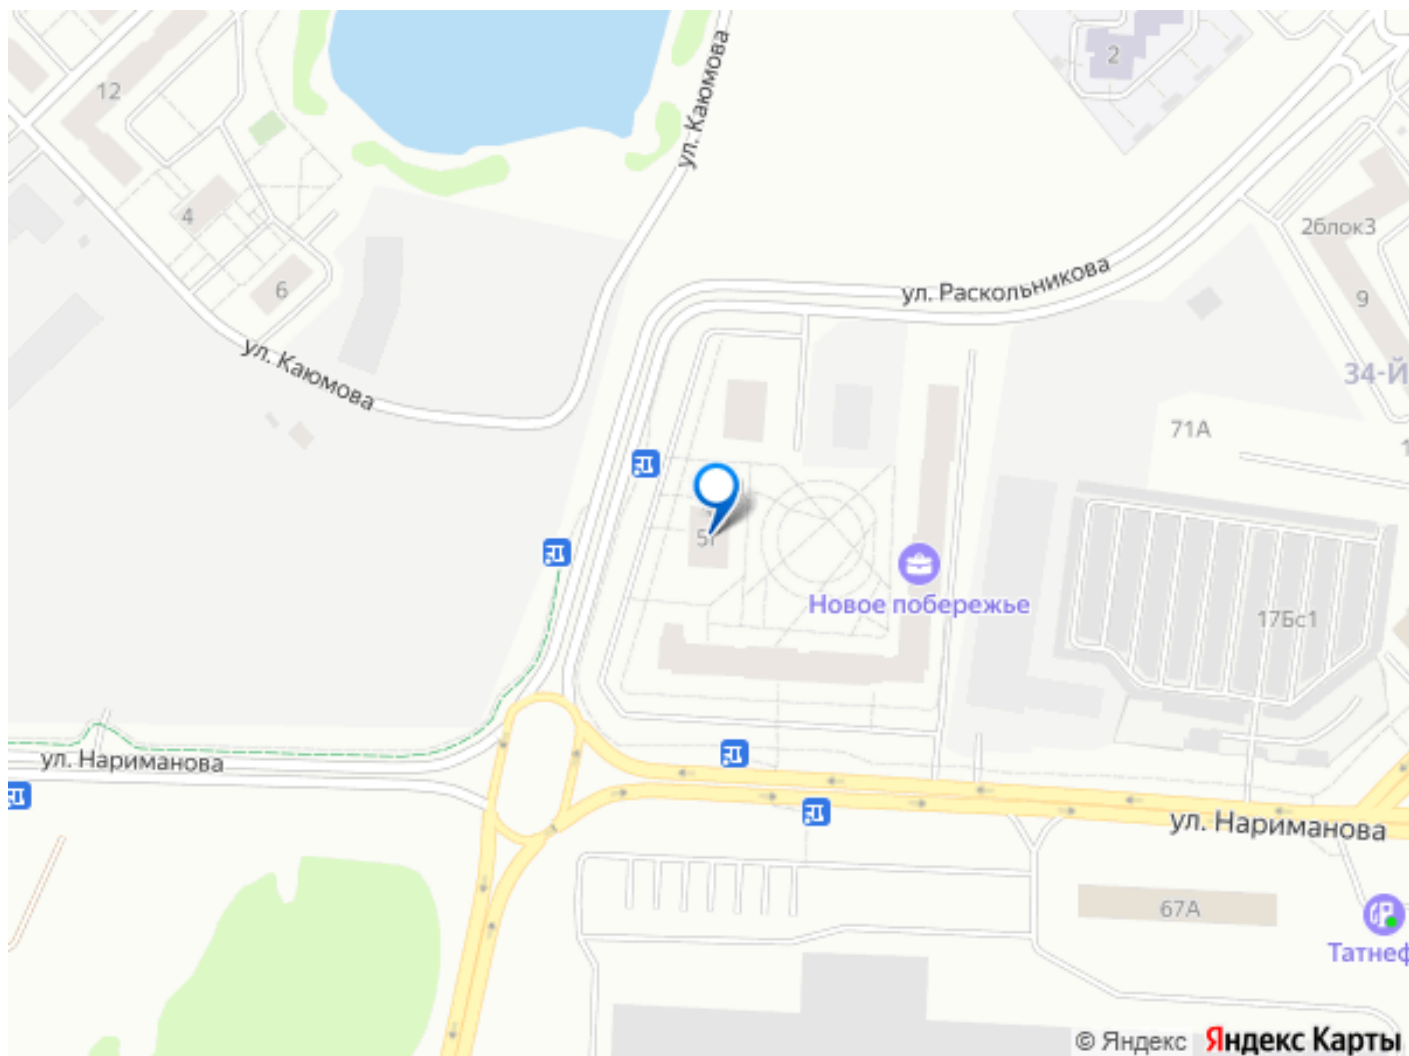 12
ул. Каюмова
2
4
6
ул. Каюмова
ул. Раскольникова
2блок3
9
34-Й
71А
Новое побережье
17Бс1
ул. Нариманова
ул. Нариманова
67А
Татнеф
© Яндекс Яндекс Карты